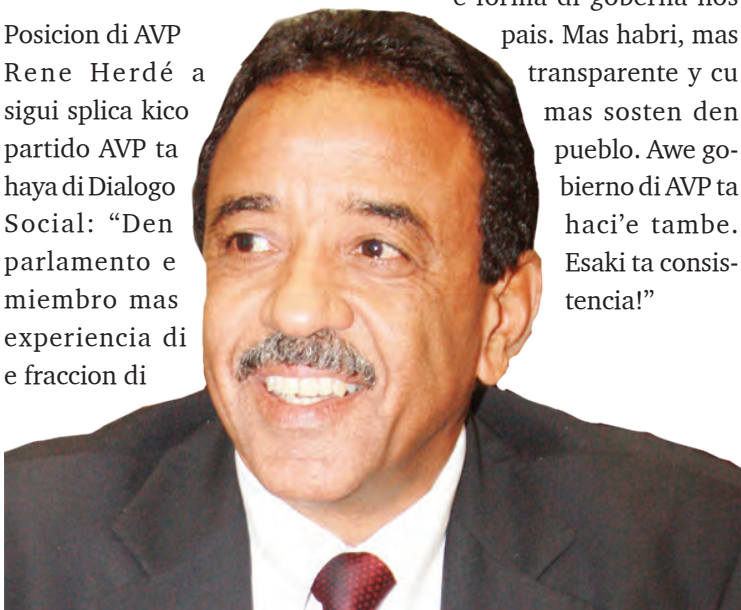 Posicion di AVP
Rene Herdé a
sigui splica kico
partido AVP ta
haya di Dialogo
Social: “Den
parlamento e
miembro mas
experiencia di
e fraccion di
e forma di goberna nos
pais. Mas habri, mas
transparente y cu
mas sosten den
pueblo. Awe go-
bierno di AVP ta
haci’e tambe.
Esaki ta consis-
tencia!”